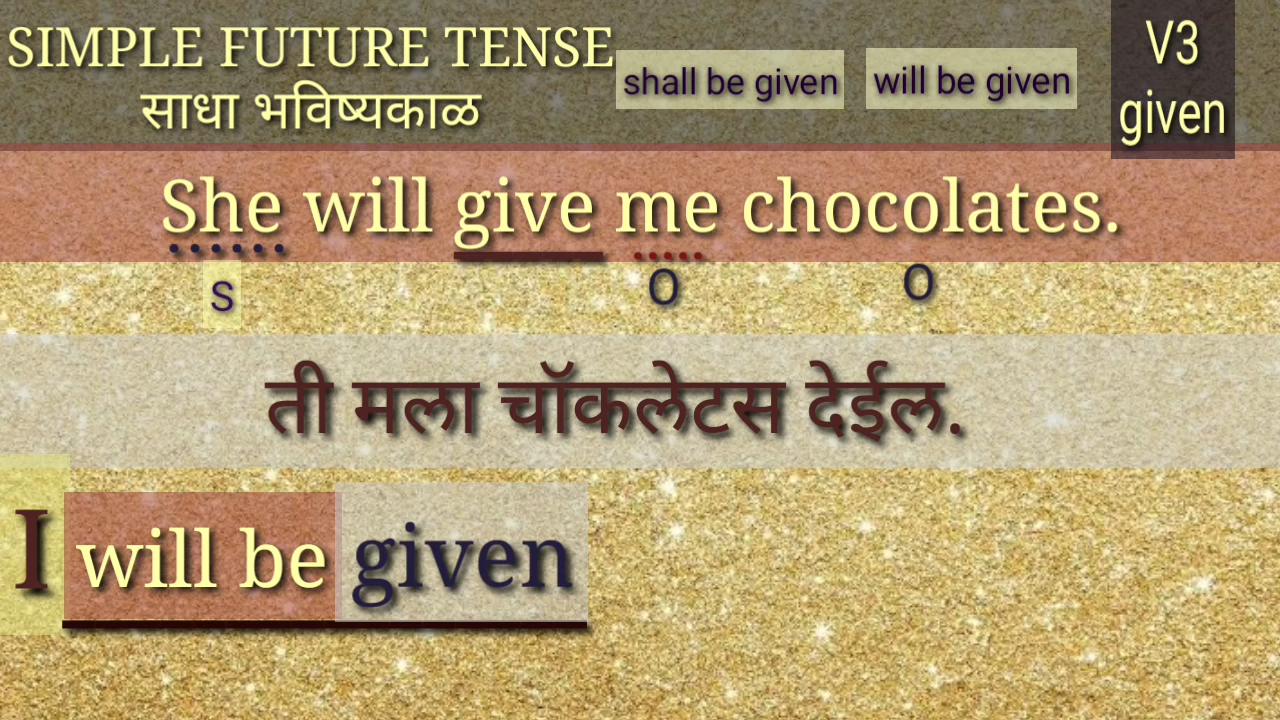 SIMPLE FUTURE TENSE
साधा भविष्यकाळ
shall be given
will be given
V3
given
She will give me chocolates.
S
O
O
ती मला चॉकलेटस देईल.
I will be given